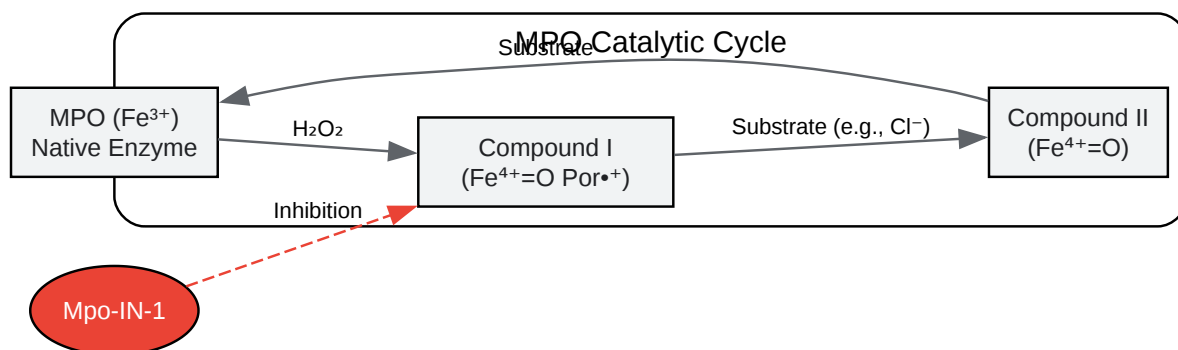 MPO Catalytic Cycle
Substrate
MPO (Fe³⁺)
Native Enzyme
H₂O₂
Compound I
(Fe⁴⁺=O Por•⁺)
Substrate (e.g., Cl⁻)
Compound II
(Fe⁴⁺=O)
Inhibition
Mpo-IN-1